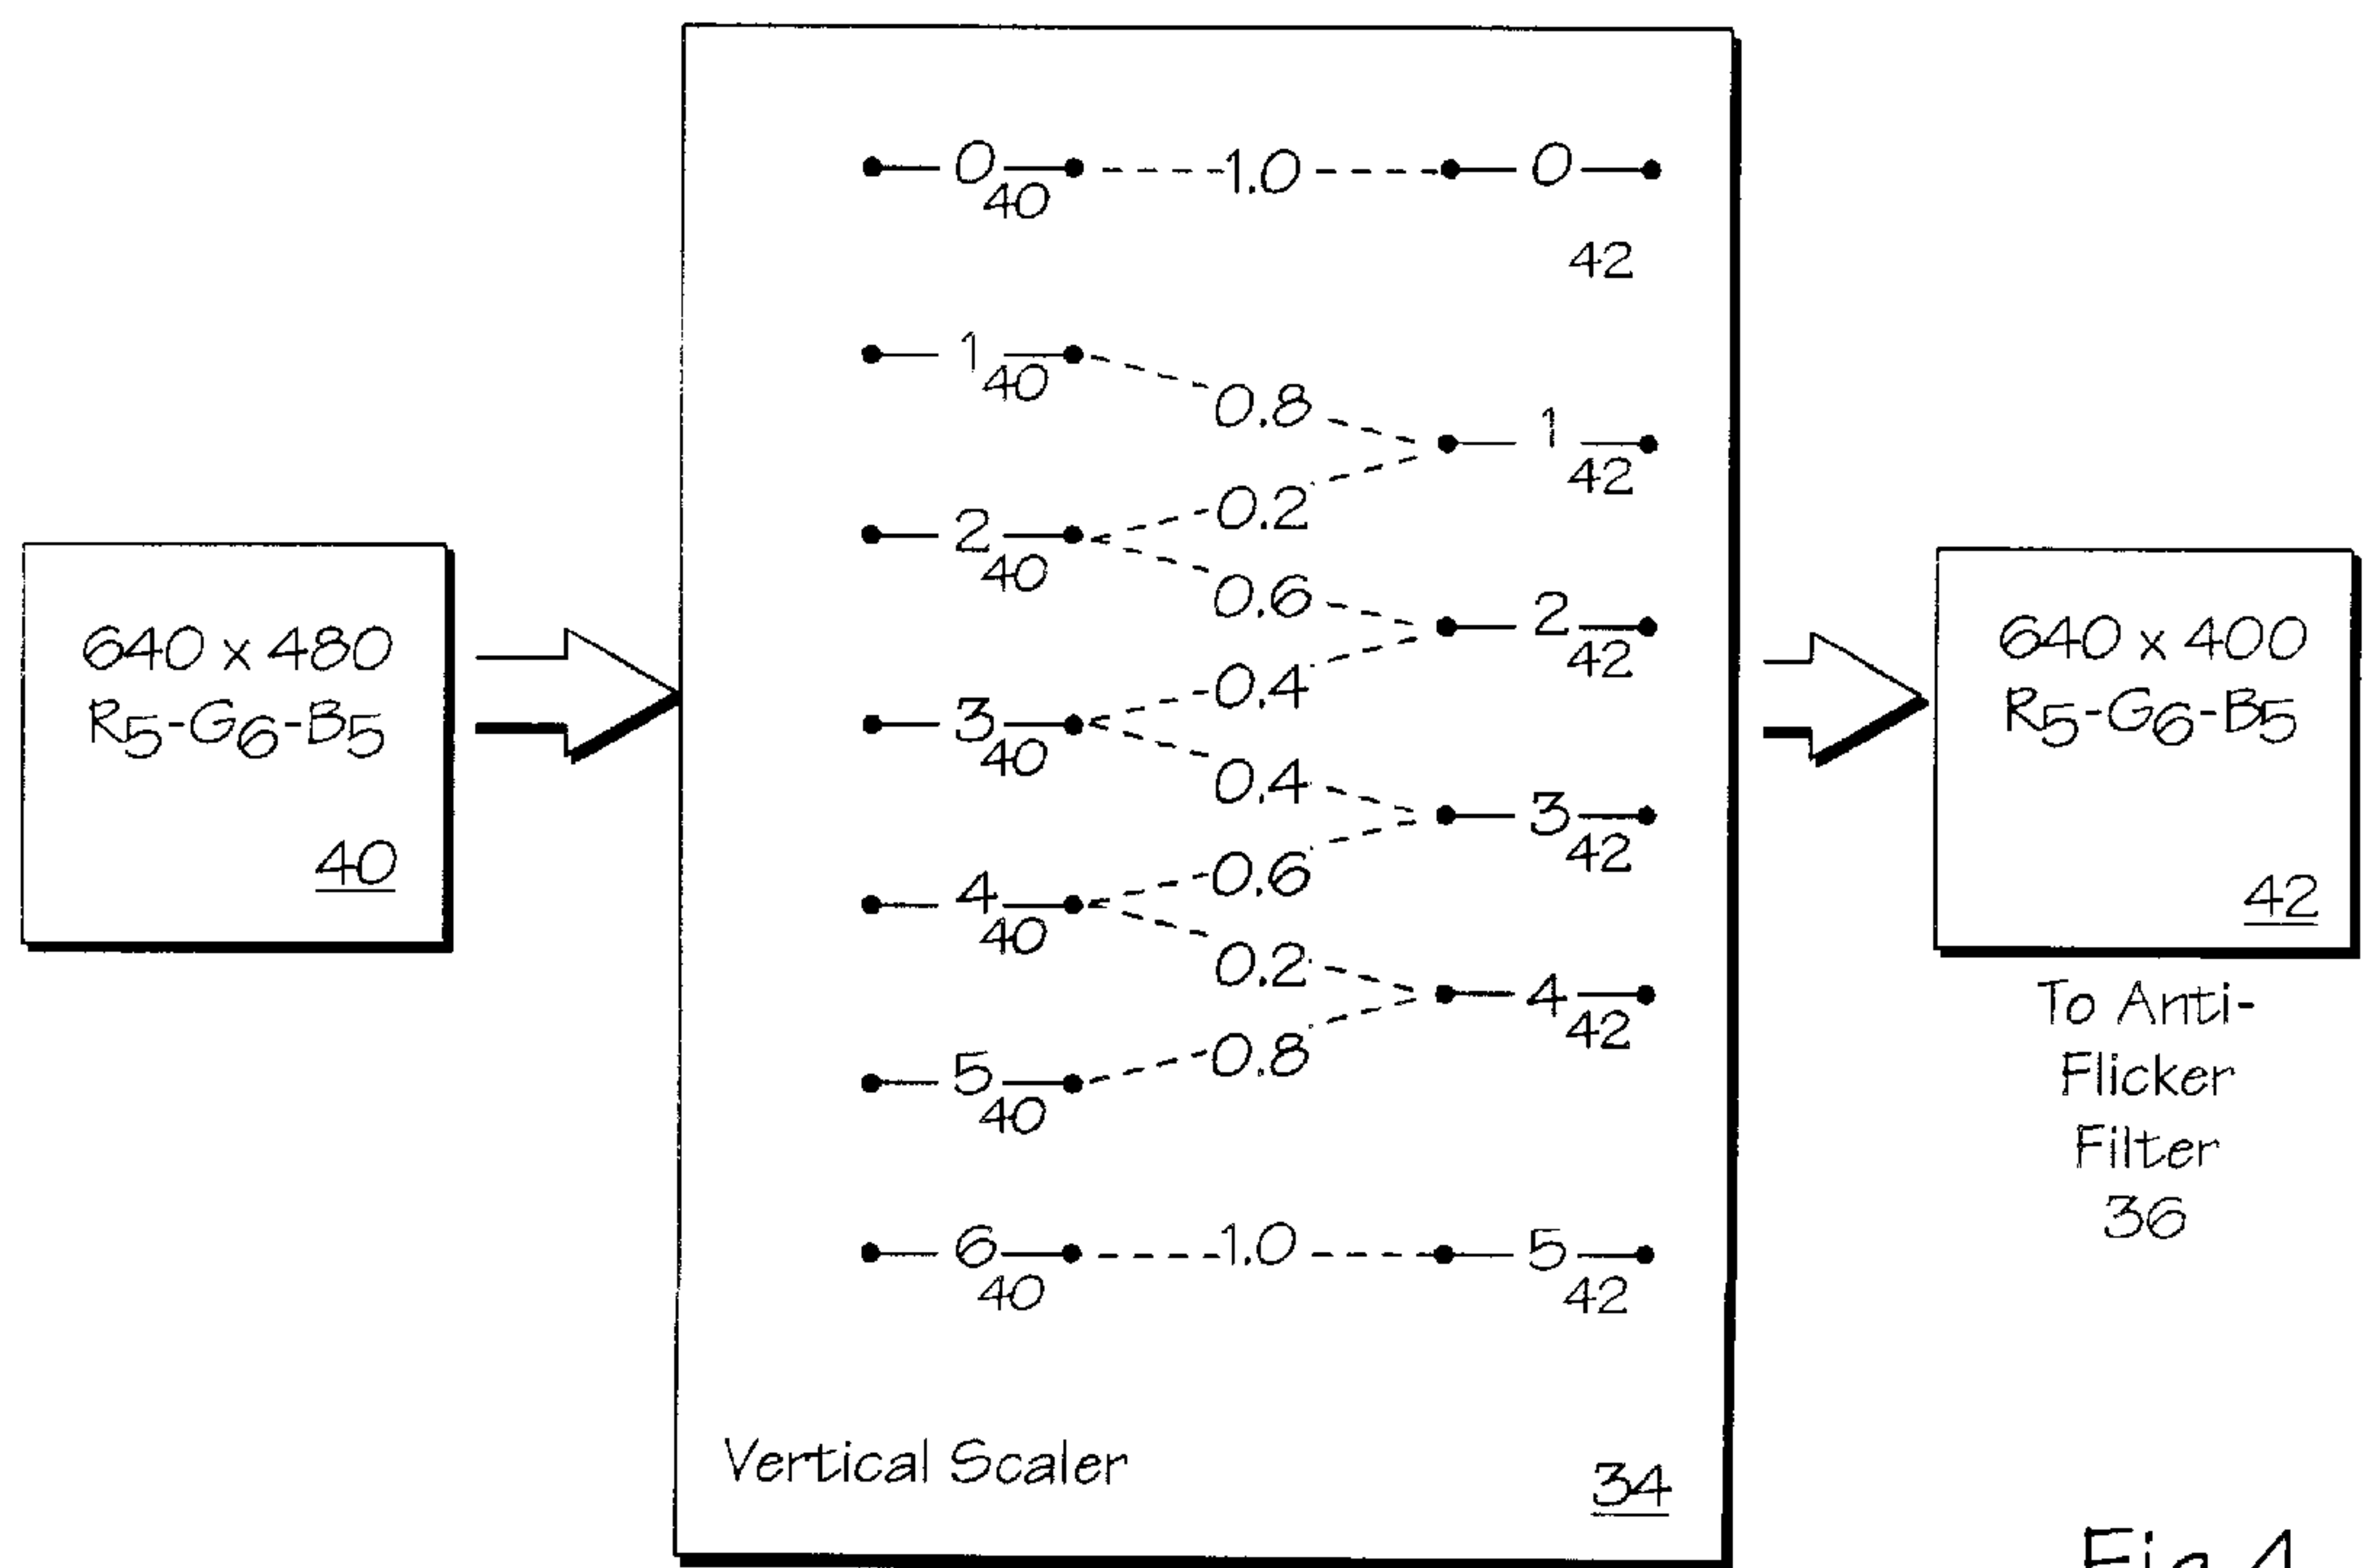 640 x 480
R5-G6-B5
40
0 40 1.0 0
42
1 40
0.8
1 42
0.2
2 40
0.6
2 42
0.4
3 40
0.4
3 42
0.6
4 40
0.2
4 42
0.8
5 40
6 40 1.0 5 42
Vertical Scaler
34
640 x 400
R5-G6-B5
42
To Anti-
Flicker
Filter
36
Fig 4